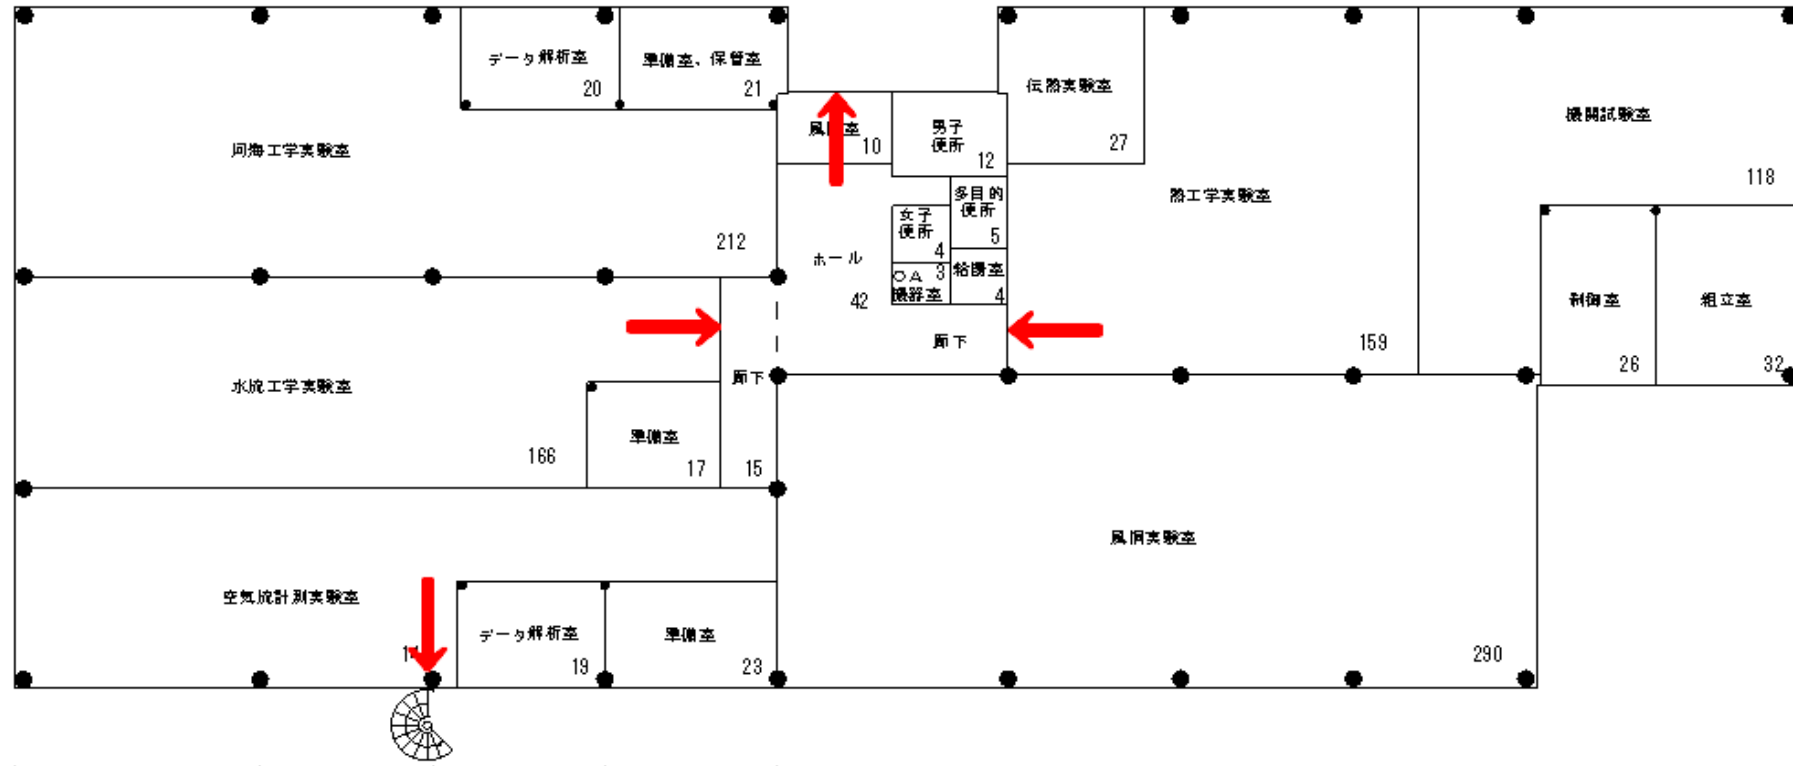 データ解析室
20
準備室、保管室
21
河海工学実験室
212
10
男子
便所
12
多目的
便所
5
女子
便所
4
ホール
42
OA
機器室
3
給湯室
4
廊下
伝熱実験室
27
熱工学実験室
159
機関試験室
118
制御室
26
組立室
32
水流工学実験室
166
準備室
17
廊下
15
空気流計測実験室
データ解析室
19
準備室
23
風洞実験室
290